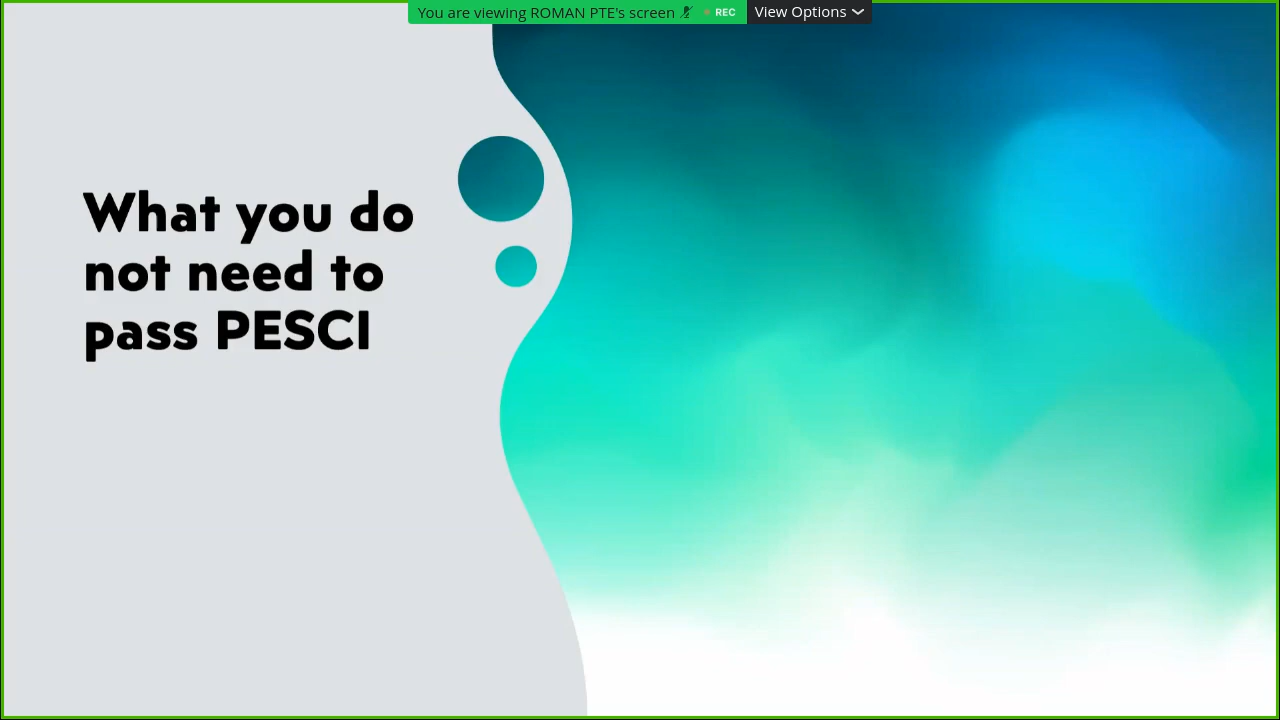 You are viewing ROMAN PTE's screen REC View Options
What you do
not need to
pass PESCI